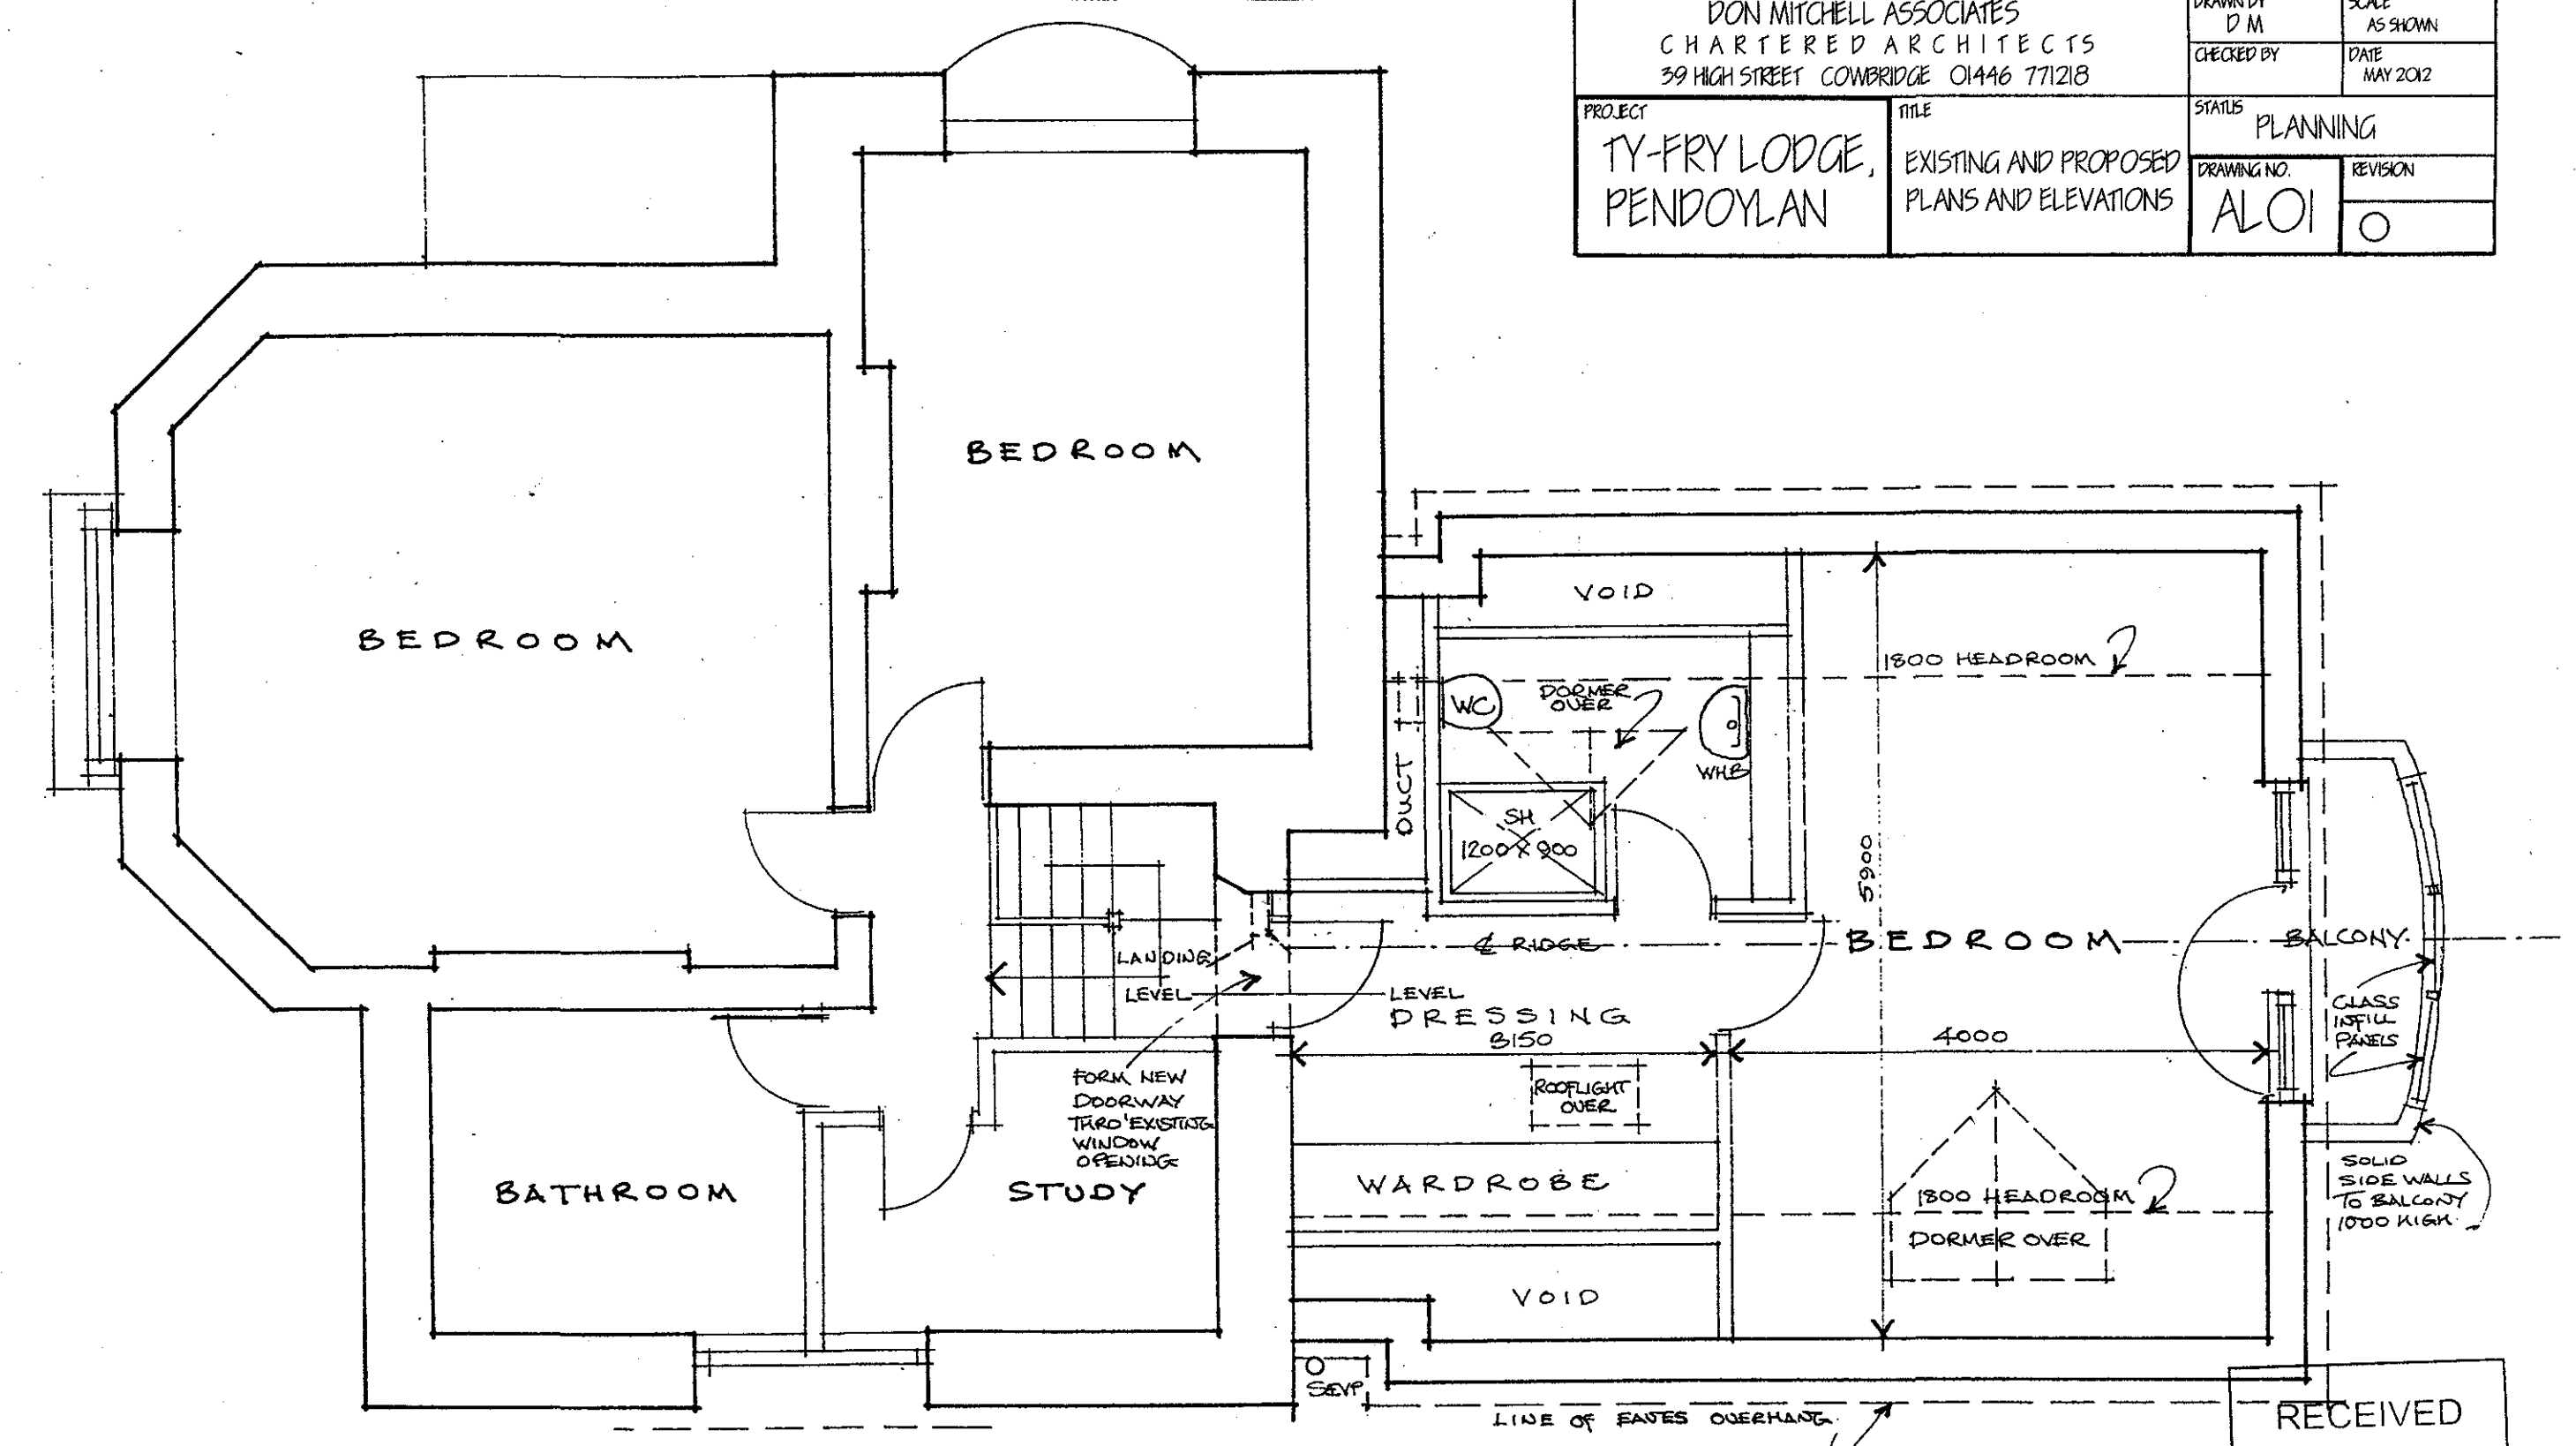 DON MITCHELL ASSOCIATES
CHARTERED ARCHITECTS
39 HIGH STREET COWBRIDGE 01446 771218
DRAWN BY
D M
SCALE
AS SHOWN
CHECKED BY
DATE
MAY 2012
PROJECT
TY-FRY LODGE,
PENDOYLAN
TITLE
EXISTING AND PROPOSED
PLANS AND ELEVATIONS
STATUS
PLANNING
DRAWING NO.
AL01
REVISION
O
BEDROOM
BEDROOM
VOID
1800 HEADROOM
WC
DORMER
OVER
WHB
DUCT
SH
1200 X 900
5900
℄ RIDGE
BEDROOM
BALCONY
LANDING
LEVEL
LEVEL
DRESSING
3150
4000
GLASS
INFILL
PANELS
FORM NEW
DOORWAY
THRO' EXISTING
WINDOW
OPENING
ROOFLIGHT
OVER
BATHROOM
STUDY
WARDROBE
1800 HEADROOM
DORMER OVER
SOLID
SIDE WALLS
TO BALCONY
1000 HIGH.
VOID
S&VP
LINE OF EAVES OVERHANG.
RECEIVED